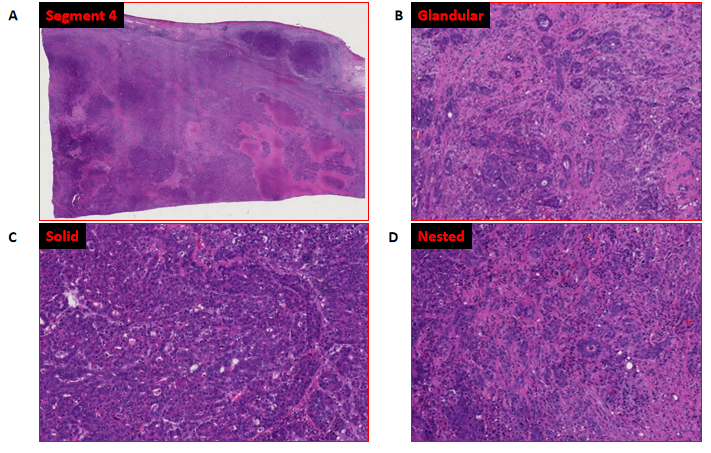 A Segment 4
B Glandular
C Solid
D Nested